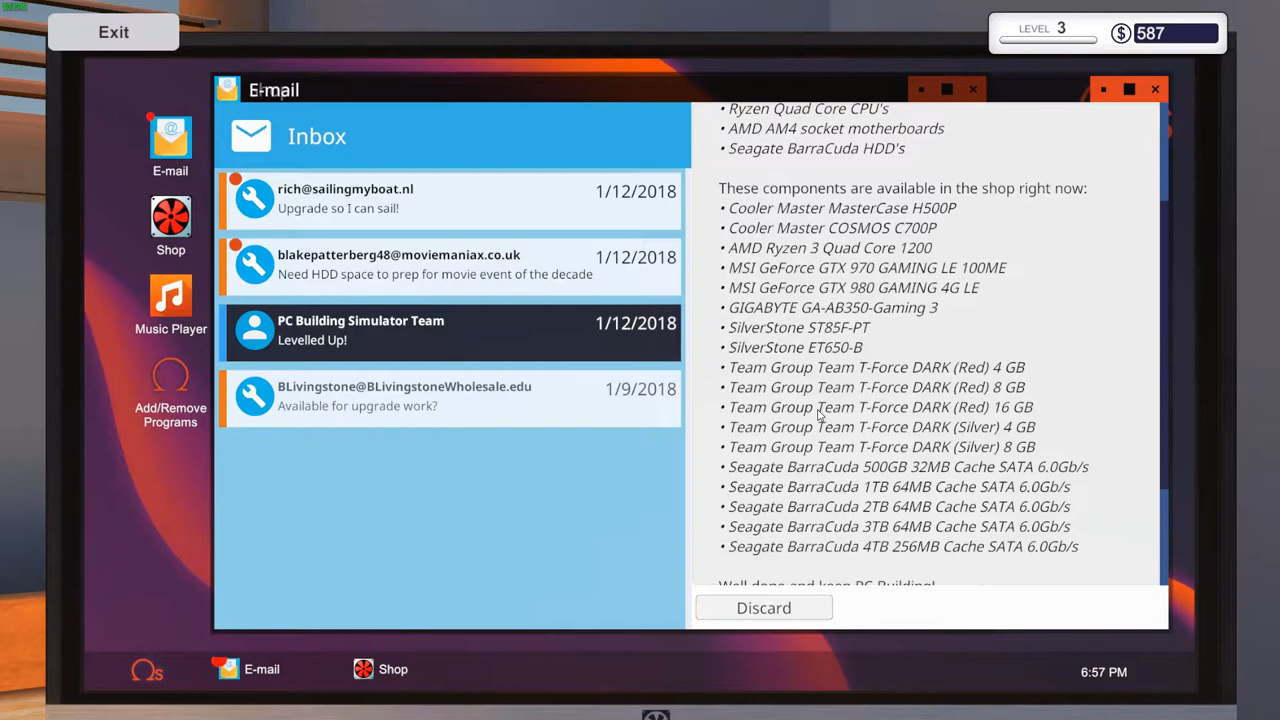 Exit
LEVEL 3
$ 587
E-mail
Inbox
rich@sailingmyboat.nl
1/12/2018
Upgrade so I can sail!
blakepatterberg48@moviemaniax.co.uk
1/12/2018
Need HDD space to prep for movie event of the decade
PC Building Simulator Team
1/12/2018
Levelled Up!
BLivingstone@BLivingstoneWholesale.edu
1/9/2018
Available for upgrade work?
• Ryzen Quad Core CPU's
• AMD AM4 socket motherboards
• Seagate BarraCuda HDD's
These components are available in the shop right now:
• Cooler Master MasterCase H500P
• Cooler Master COSMOS C700P
• AMD Ryzen 3 Quad Core 1200
• MSI GeForce GTX 970 GAMING LE 100ME
• MSI GeForce GTX 980 GAMING 4G LE
• GIGABYTE GA-AB350-Gaming 3
• SilverStone ST85F-PT
• SilverStone ET650-B
• Team Group Team T-Force DARK (Red) 4 GB
• Team Group Team T-Force DARK (Red) 8 GB
• Team Group Team T-Force DARK (Red) 16 GB
• Team Group Team T-Force DARK (Silver) 4 GB
• Team Group Team T-Force DARK (Silver) 8 GB
• Seagate BarraCuda 500GB 32MB Cache SATA 6.0Gb/s
• Seagate BarraCuda 1TB 64MB Cache SATA 6.0Gb/s
• Seagate BarraCuda 2TB 64MB Cache SATA 6.0Gb/s
• Seagate BarraCuda 3TB 64MB Cache SATA 6.0Gb/s
• Seagate BarraCuda 4TB 256MB Cache SATA 6.0Gb/s
Well done and keep PC Building!
Discard
E-mail
Shop
Music Player
Add/Remove
Programs
Ωs
E-mail
Shop
6:57 PM